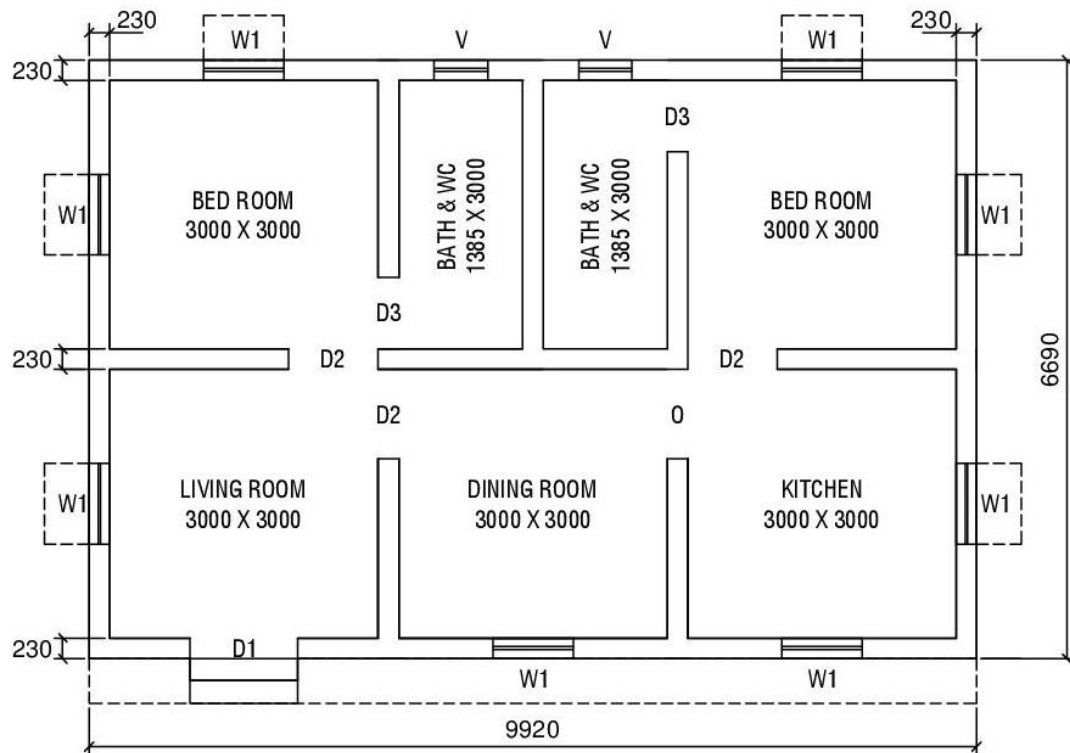 230
230
W1
V
V
W1
230
D3
BED ROOM
3000 X 3000
BATH & WC
1385 X 3000
BATH & WC
1385 X 3000
BED ROOM
3000 X 3000
W1
W1
D3
230
D2
D2
6690
D2
O
LIVING ROOM
3000 X 3000
DINING ROOM
3000 X 3000
KITCHEN
3000 X 3000
W1
W1
230
D1
W1
W1
9920